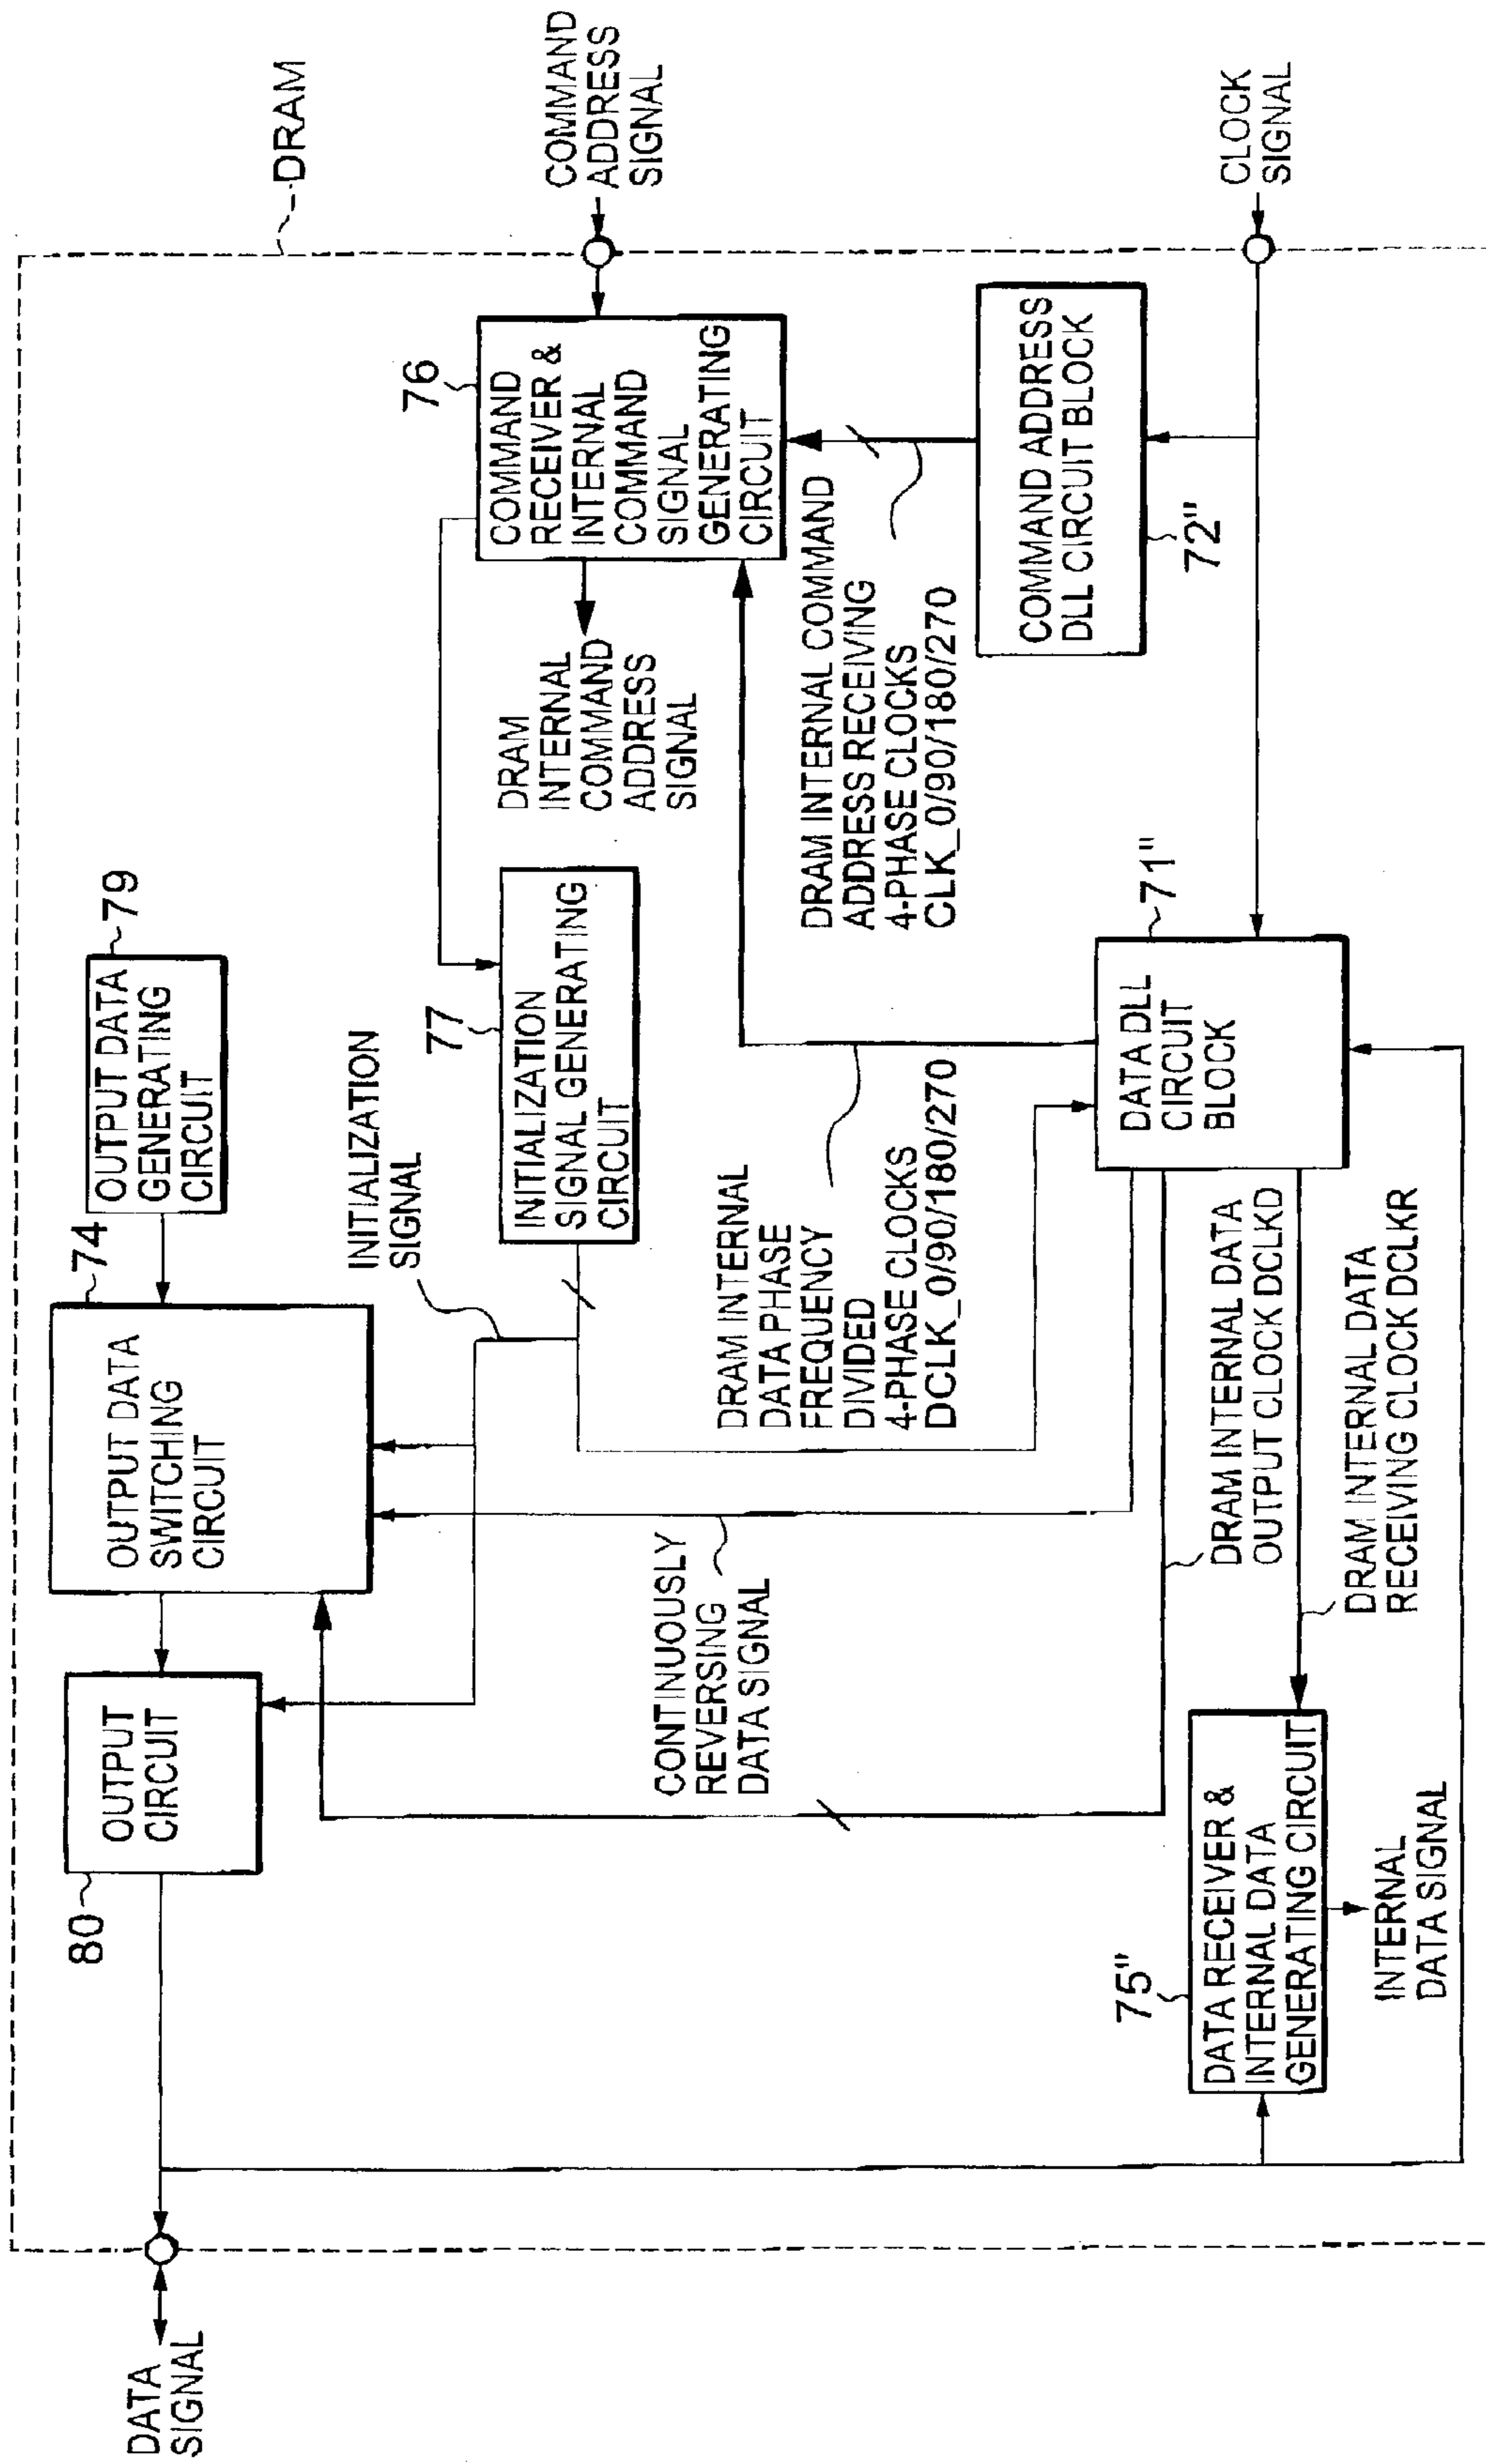 DATA
SIGNAL
80
OUTPUT
CIRCUIT
74
OUTPUT DATA
SWITCHING
CIRCUIT
79
OUTPUT DATA
GENERATING
CIRCUIT
DRAM
INITIALIZATION
SIGNAL
77
INITIALIZATION
SIGNAL GENERATING
CIRCUIT
76
COMMAND
RECEIVER &
INTERNAL
COMMAND
SIGNAL
GENERATING
CIRCUIT
COMMAND
ADDRESS
SIGNAL
DRAM
INTERNAL
COMMAND
ADDRESS
SIGNAL
CONTINUOUSLY
REVERSING
DATA SIGNAL
DRAM INTERNAL
DATA PHASE
FREQUENCY
DIVIDED
4-PHASE CLOCKS
DCLK_0/90/180/270
DRAM INTERNAL COMMAND
ADDRESS RECEIVING
4-PHASE CLOCKS
CLK_0/90/180/270
COMMAND ADDRESS
DLL CIRCUIT BLOCK
72"
CLOCK
SIGNAL
71"
DATA DLL
CIRCUIT
BLOCK
DRAM INTERNAL DATA
OUTPUT CLOCK DCLKD
DRAM INTERNAL DATA
RECEIVING CLOCK DCLKR
75"
DATA RECEIVER &
INTERNAL DATA
GENERATING CIRCUIT
INTERNAL
DATA SIGNAL